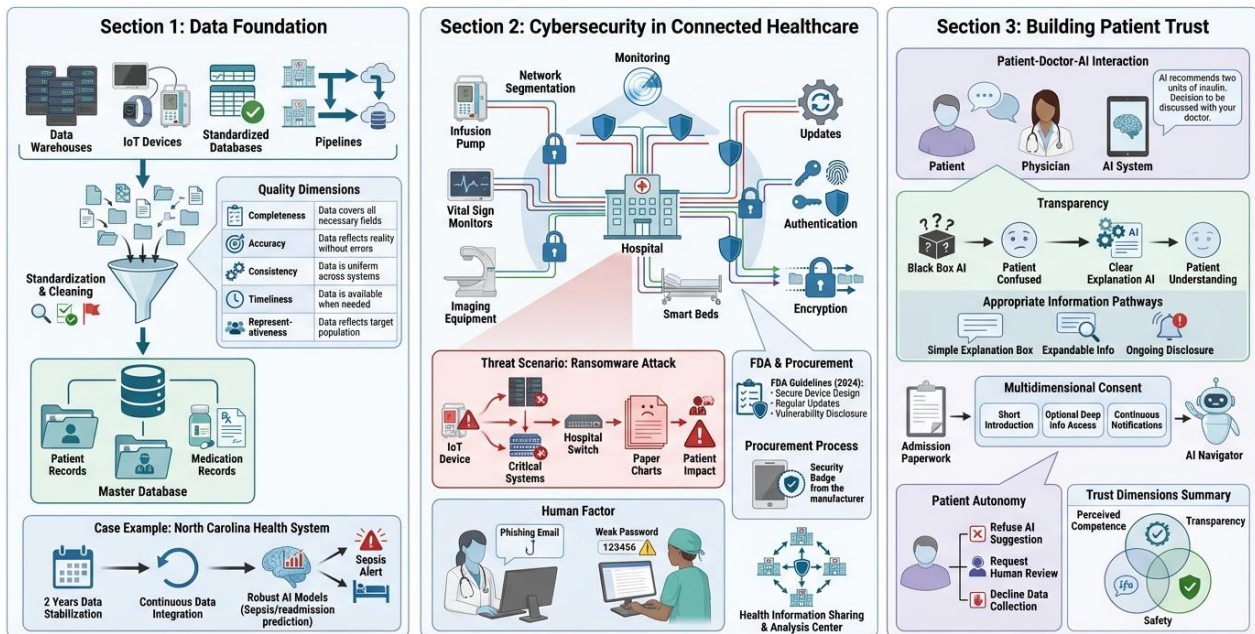 Section 1: Data Foundation
Data
Warehouses
IoT Devices
Standardized
Databases
Pipelines
Standardization
& Cleaning
Quality Dimensions
Completeness
Data covers all
necessary fields
Accuracy
Data reflects reality
without errors
Consistency
Data is uniferm
across systems
Timeliness
Data is available
when needed
Represent-
ativeness
Data reflects target
population
Patient
Records
Medication
Records
Master Database
Case Example: North Carolina Health System
2 Years Data
Stabilization
Continuous Data
Integration
Robust AI Models
(Sepsis/readmission
prediction)
Seosis
Alert
Section 2: Cybersecurity in Connected Healthcare
Monitoring
Network
Segmentation
Infusion
Pump
Updates
Vital Sign
Monitors
Hospital
Authentication
Imaging
Equipment
Smart Beds
Encryption
Threat Scenario: Ransomware Attack
IoT
Device
Critlcal
Systems
Hospital
Switch
Paper
Charts
Patient
Impact
FDA & Procurement
FDA Guidelines (2024):
• Secure Device Design
• Regular Updates
• Vulnerability Disclosure
Procurement Process
Security
Badge
from the
manufacturer
Human Factor
Phishing Email
Weak Password
123456
Health Information Sharing
& Analysis Center
Section 3: Building Patient Trust
Patient-Doctor-AI Interaction
AI recommends two
units of inaulin.
Decision to be
discussed with your
doctor.
Patient
Physician
AI System
Transparency
? ? ?
AI
Black Box AI
Patient
Confused
Clear
Explanation AI
Patient
Understanding
Appropriate Information Pathways
Simple Explanation Box
Expandable Info
Ongoing Disclosure
Multidimensional Consent
Short
Introduction
Optional Deep
Info Access
Continuous
Notifications
Admission
Paperwork
AI Navigator
Patient Autonomy
Refuse AI
Suggestion
Request
Human Review
Decline Data
Collection
Trust Dimensions Summary
Perceived
Competence
Transparency
Safety